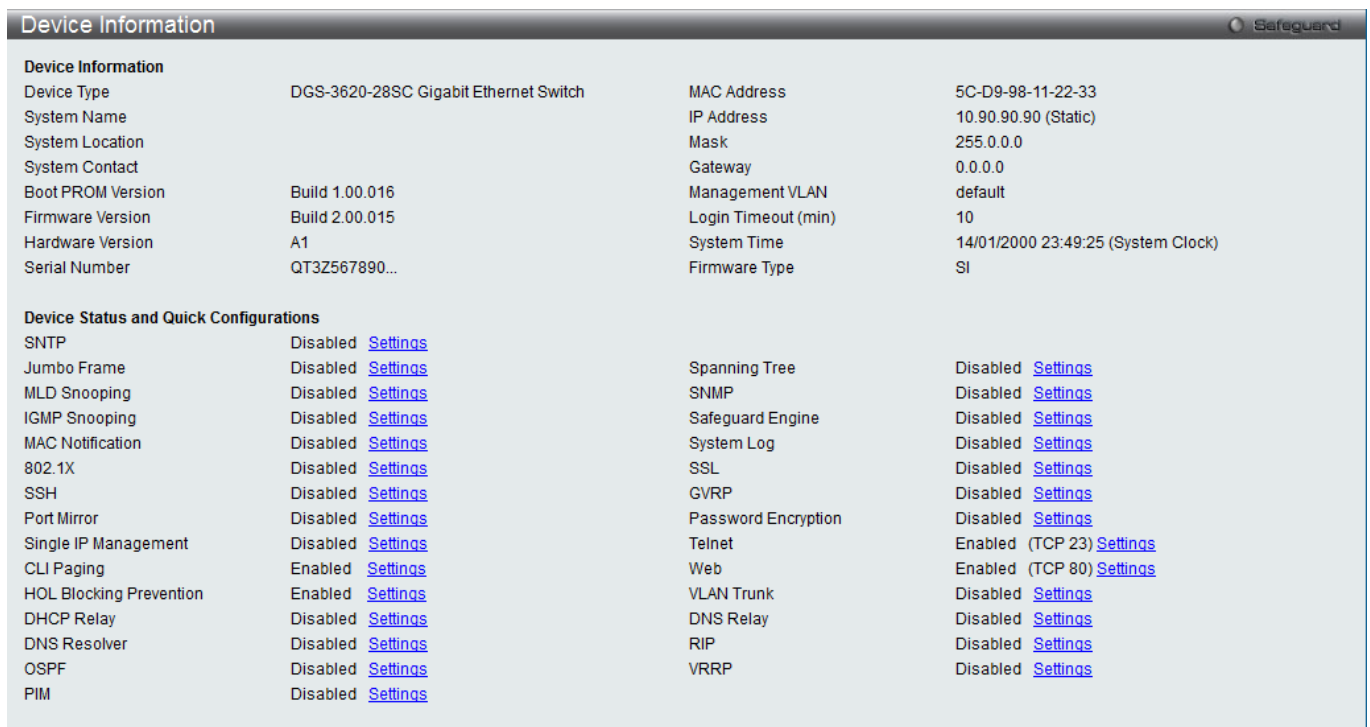 Device Information
Safeguard
Device Information
Device Type DGS-3620-28SC Gigabit Ethernet Switch MAC Address 5C-D9-98-11-22-33
System Name IP Address 10.90.90.90 (Static)
System Location Mask 255.0.0.0
System Contact Gateway 0.0.0.0
Boot PROM Version Build 1.00.016 Management VLAN default
Firmware Version Build 2.00.015 Login Timeout (min) 10
Hardware Version A1 System Time 14/01/2000 23:49:25 (System Clock)
Serial Number QT3Z567890... Firmware Type SI
Device Status and Quick Configurations
SNTP Disabled Settings
Jumbo Frame Disabled Settings Spanning Tree Disabled Settings
MLD Snooping Disabled Settings SNMP Disabled Settings
IGMP Snooping Disabled Settings Safeguard Engine Disabled Settings
MAC Notification Disabled Settings System Log Disabled Settings
802.1X Disabled Settings SSL Disabled Settings
SSH Disabled Settings GVRP Disabled Settings
Port Mirror Disabled Settings Password Encryption Disabled Settings
Single IP Management Disabled Settings Telnet Enabled (TCP 23) Settings
CLI Paging Enabled Settings Web Enabled (TCP 80) Settings
HOL Blocking Prevention Enabled Settings VLAN Trunk Disabled Settings
DHCP Relay Disabled Settings DNS Relay Disabled Settings
DNS Resolver Disabled Settings RIP Disabled Settings
OSPF Disabled Settings VRRP Disabled Settings
PIM Disabled Settings